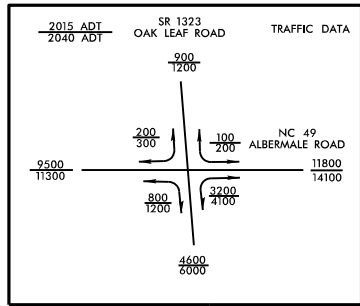 2015 ADT
2040 ADT
SR 1323
OAK LEAF ROAD
TRAFFIC DATA
900
1200
200
300
100
200
NC 49
ALBERMALE ROAD
9500
11300
11800
14100
800
1200
3200
4100
4600
6000